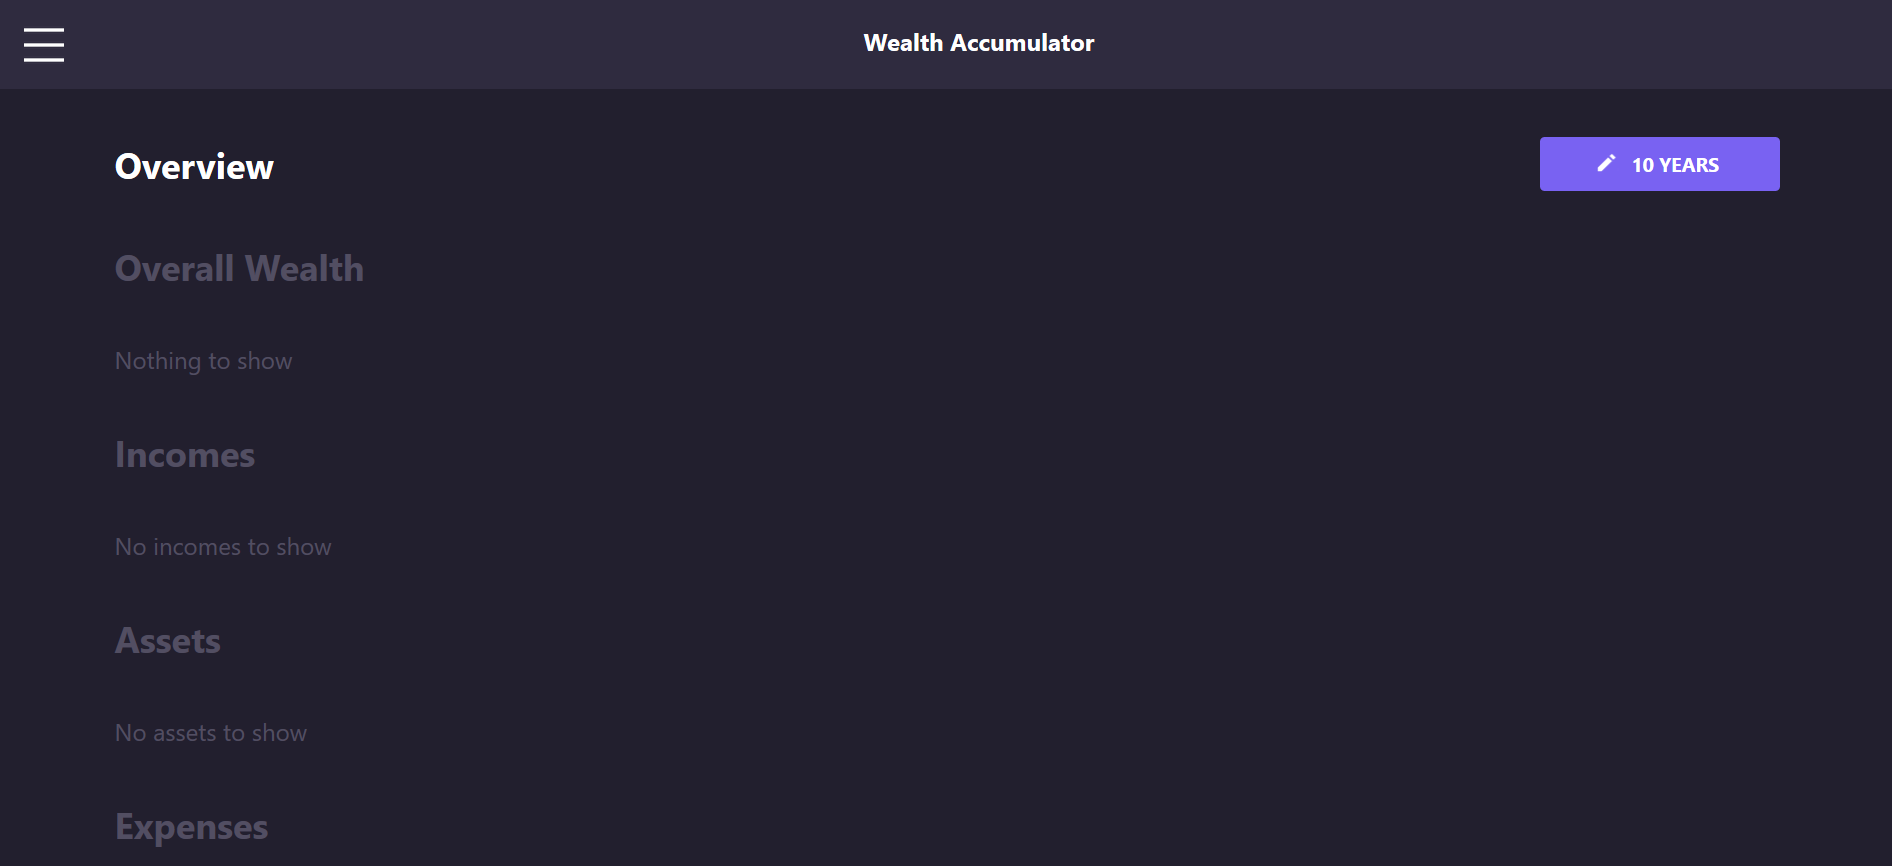 Wealth Accumulator
Overview
10 YEARS
Overall Wealth
Nothing to show
Incomes
No incomes to show
Assets
No assets to show
Expenses